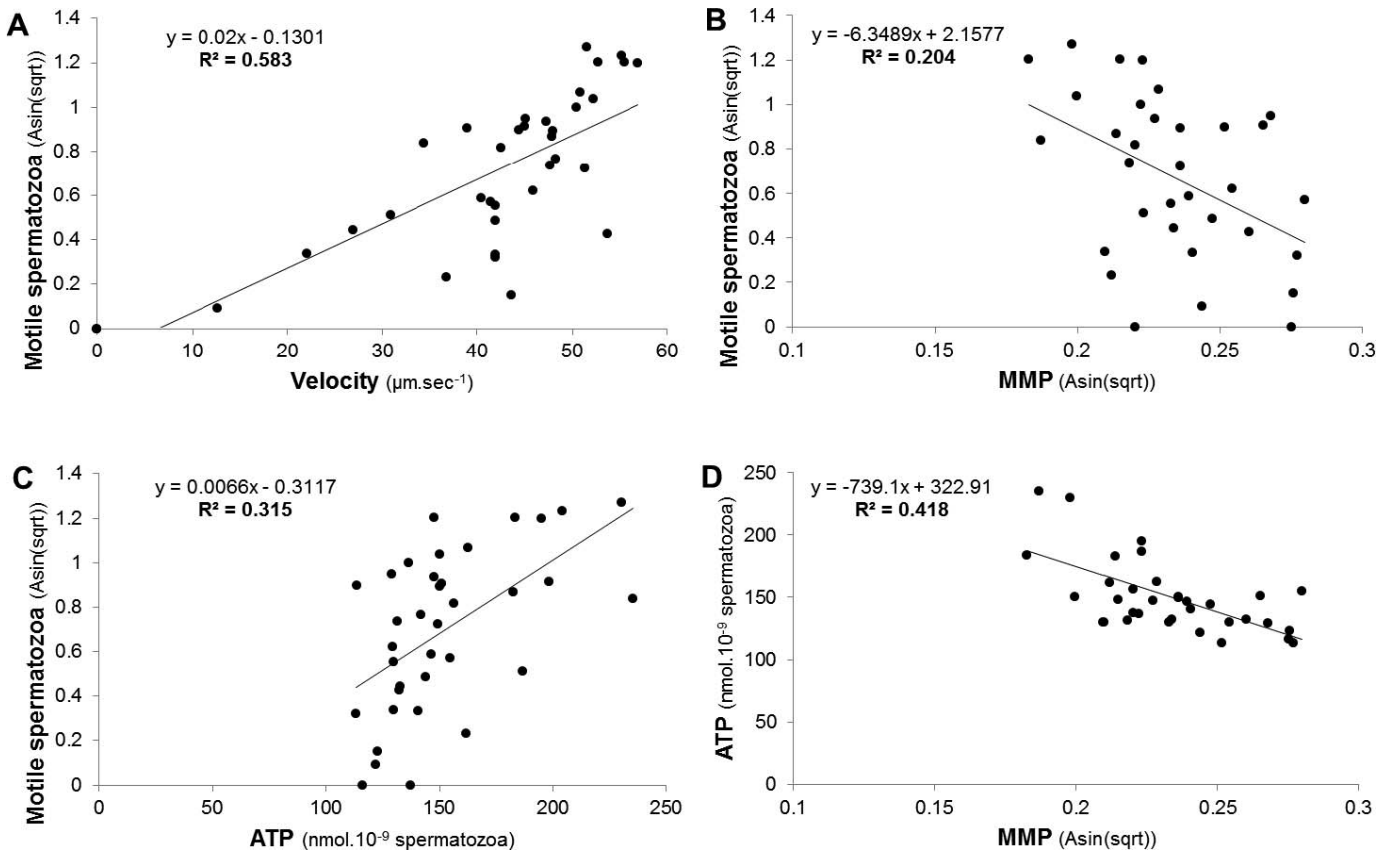 A
y = 0.02x - 0.1301
R² = 0.583
Motile spermatozoa (Asin(sqrt))
1.4
1.2
1
0.8
0.6
0.4
0.2
0
0 10 20 30 40 50 60
Velocity (µm.sec⁻¹)
B
y = -6.3489x + 2.1577
R² = 0.204
Motile spermatozoa (Asin(sqrt))
1.4
1.2
1
0.8
0.6
0.4
0.2
0
0.1 0.15 0.2 0.25 0.3
MMP (Asin(sqrt))
C
y = 0.0066x - 0.3117
R² = 0.315
Motile spermatozoa (Asin(sqrt))
1.4
1.2
1
0.8
0.6
0.4
0.2
0
0 50 100 150 200 250
ATP (nmol.10⁻⁹ spermatozoa)
D
y = -739.1x + 322.91
R² = 0.418
ATP (nmol.10⁻⁹ spermatozoa)
250
200
150
100
50
0
0.1 0.15 0.2 0.25 0.3
MMP (Asin(sqrt))